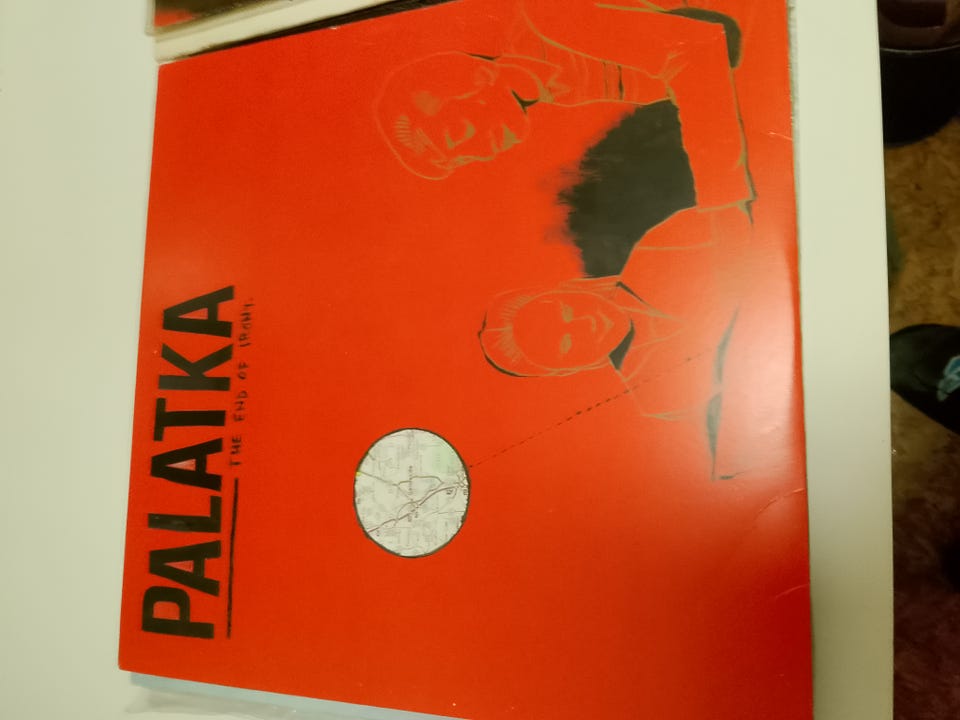 PALATKA
THE END OF IRONY.